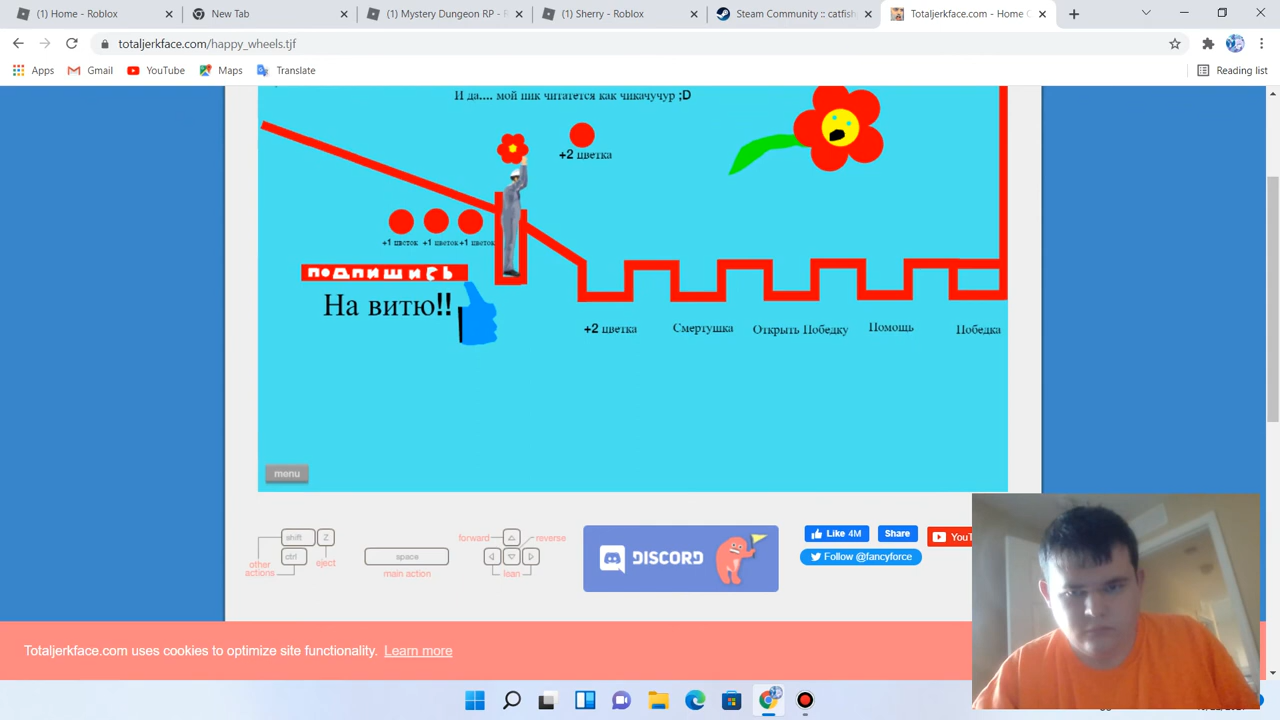 Home - Roblox
New Tab
(1) Mystery Dungeon RP - R
(1) Sherry - Roblox
Steam Community :: catfish
Totaljerkface.com - Home C
totaljerkface.com/happy_wheels.tjf
Apps
Gmail
YouTube
Maps
Translate
Reading list
И да.... мой ник читается как чикачучур ;D
+2 цветка
+1 цветок
+1 цветок
+1 цветок
подпишись
На витю!!
+2 цветка
Смертушка
Открыть Победку
Помощь
Победка
menu
shift
Z
ctrl
other actions
eject
space
main action
forward
reverse
lean
DISCORD
Like 4M
Share
YouT
Follow @fancyforce
Totaljerkface.com uses cookies to optimize site functionality. Learn more